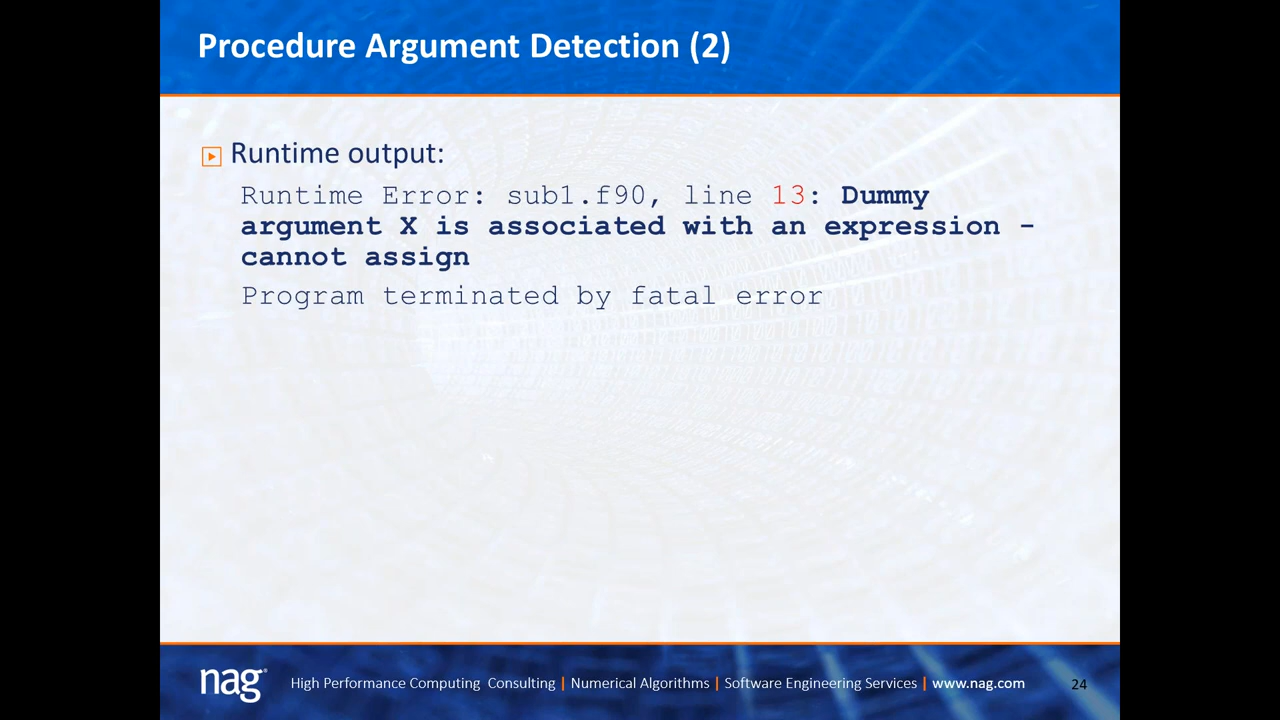 Procedure Argument Detection (2)
Runtime output:
Runtime Error: sub1.f90, line 13: Dummy
argument X is associated with an expression -
cannot assign
Program terminated by fatal error
nag®
High Performance Computing Consulting | Numerical Algorithms | Software Engineering Services | www.nag.com
24